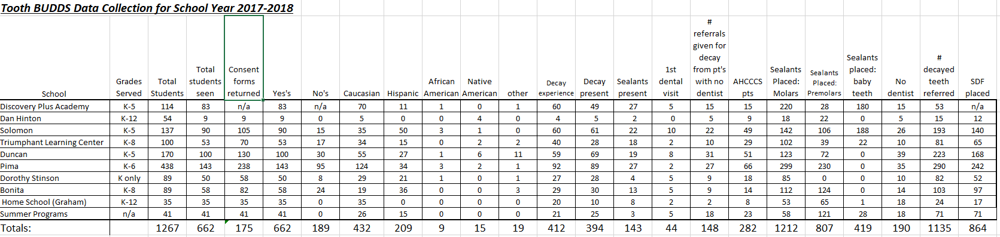 Tooth BUDDS Data Collection for School Year 2017-2018
School Grades Served Total Students Total students seen Consent forms returned Yes's No's Caucasian Hispanic African American Native American other Decay experience Decay present Sealants present 1st dental visit # referrals given for decay from pt's with no dentist AHCCCS pts Sealants Placed: Molars Sealants Placed: Premolars Sealants placed: baby teeth No dentist # decayed teeth referred SDF placed
Discovery Plus Academy K-5 114 83 n/a 83 n/a 70 11 1 0 1 60 49 27 5 15 15 220 28 180 15 53 n/a
Dan Hinton K-12 54 9 9 9 0 5 0 0 4 0 4 5 2 0 5 9 18 22 0 5 15 12
Solomon K-5 137 90 105 90 15 35 50 3 1 0 60 61 22 10 22 49 142 106 188 26 193 140
Triumphant Learning Center K-8 100 53 70 53 17 34 15 0 2 2 40 28 18 2 10 29 102 39 22 10 81 65
Duncan K-5 170 100 130 100 30 55 27 1 6 11 59 69 19 8 31 51 123 72 0 39 223 168
Pima K-6 438 143 238 143 95 124 34 3 2 1 92 89 27 2 27 66 299 230 0 35 290 242
Dorothy Stinson K only 89 50 58 50 8 29 21 1 0 1 27 28 4 5 9 18 85 0 0 10 82 52
Bonita K-8 89 58 82 58 24 19 36 0 0 3 29 30 13 5 9 14 112 124 0 14 103 97
Home School (Graham) K-12 35 35 35 35 0 35 0 0 0 0 20 10 8 2 2 8 53 65 1 18 24 17
Summer Programs n/a 41 41 41 41 0 26 15 0 0 0 21 25 3 5 18 23 58 121 28 18 71 71
Totals: 1267 662 175 662 189 432 209 9 15 19 412 394 143 44 148 282 1212 807 419 190 1135 864